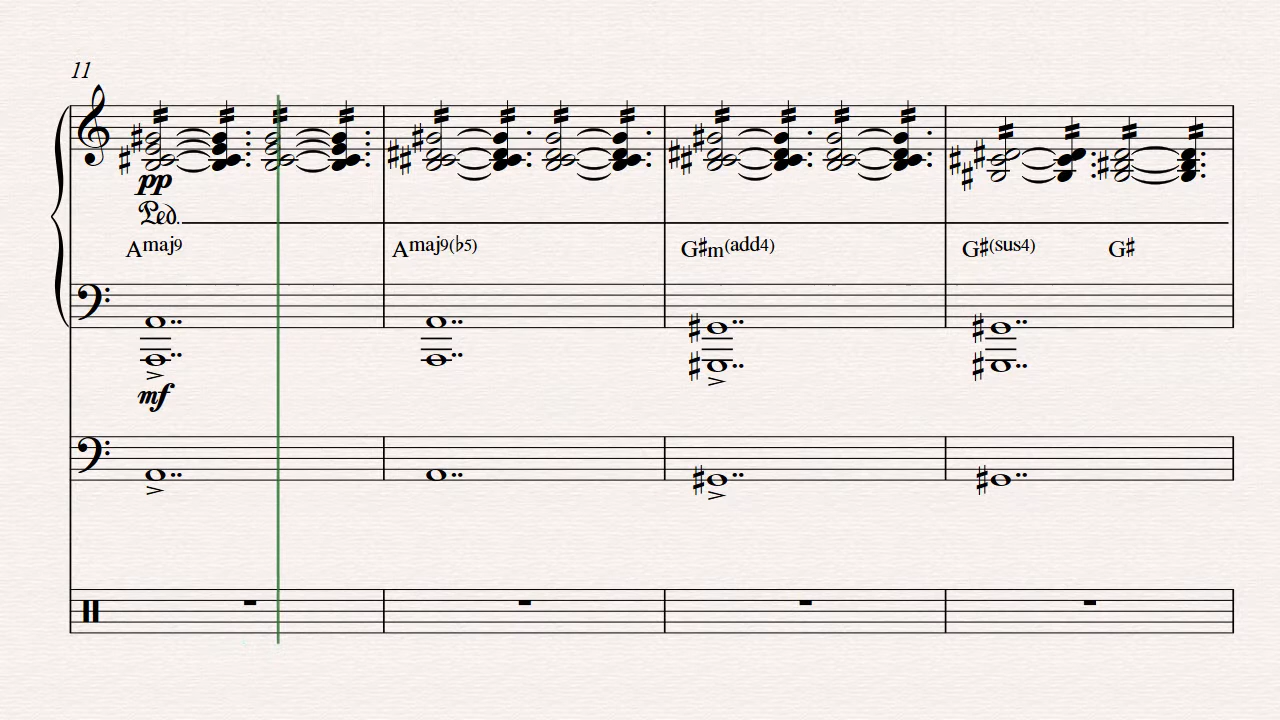 11
pp
Ped.
Amaj9 Amaj9(♭5) G♯m(add4) G♯(sus4) G♯
mf